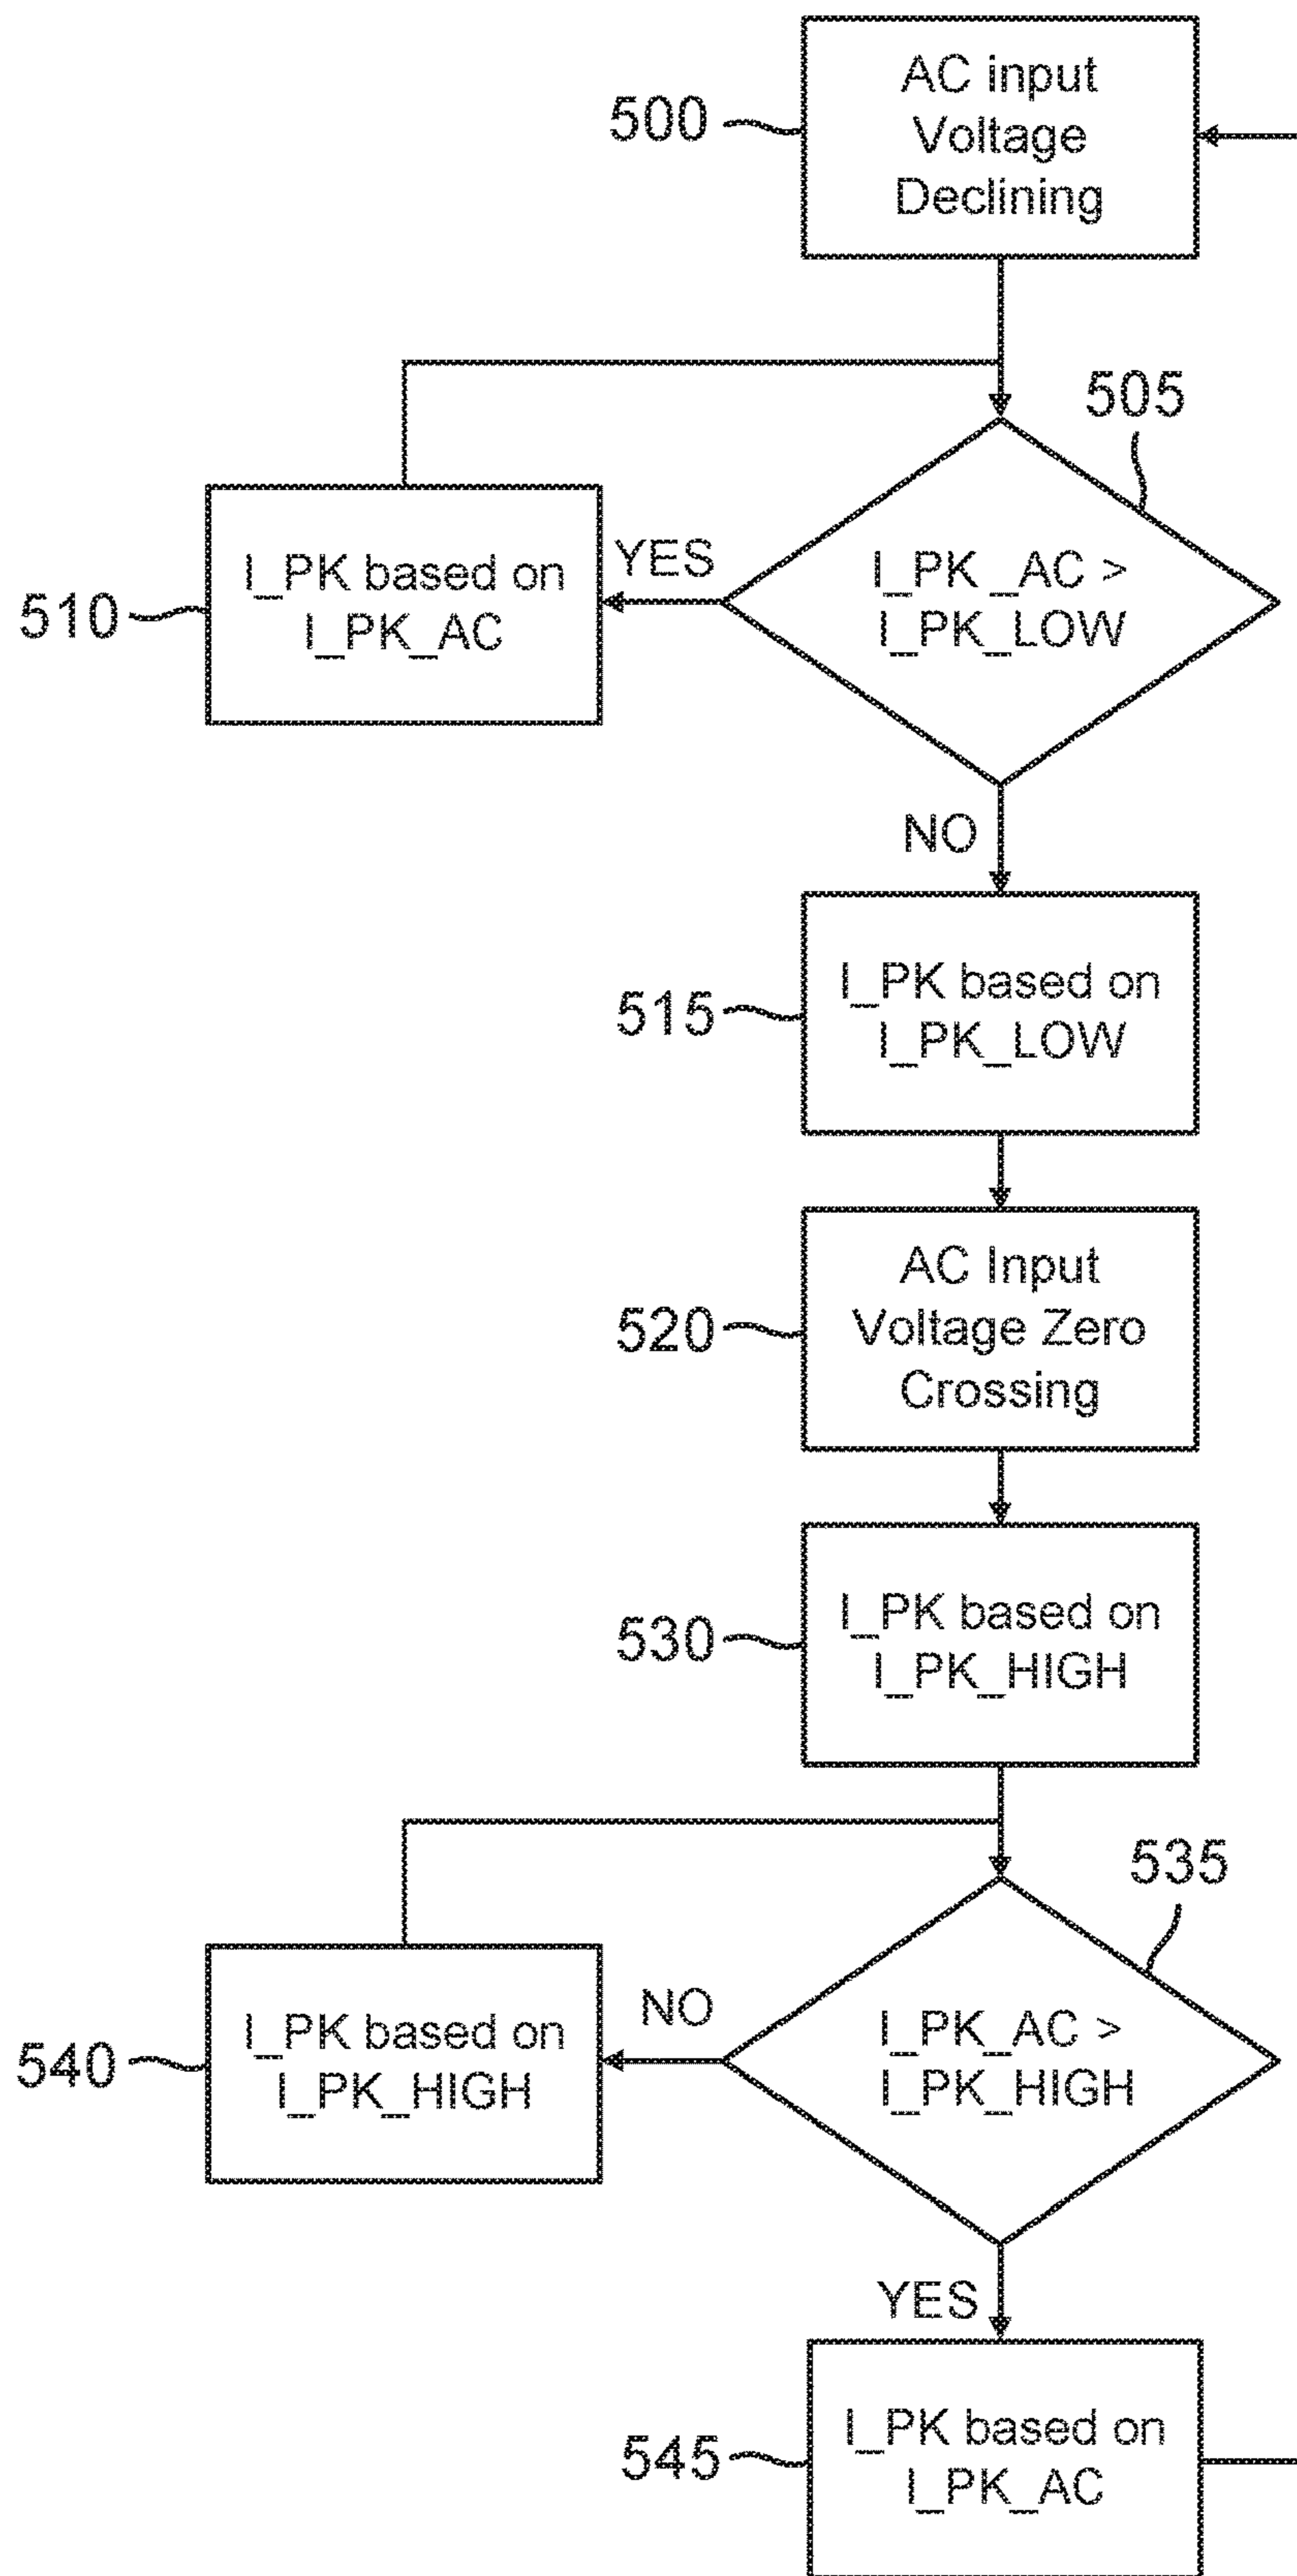 500
AC input
Voltage
Declining
505
I_PK_AC >
I_PK_LOW
YES
510
I_PK based on
I_PK_AC
NO
515
I_PK based on
I_PK_LOW
520
AC Input
Voltage Zero
Crossing
530
I_PK based on
I_PK_HIGH
535
I_PK_AC >
I_PK_HIGH
NO
540
I_PK based on
I_PK_HIGH
YES
545
I_PK based on
I_PK_AC